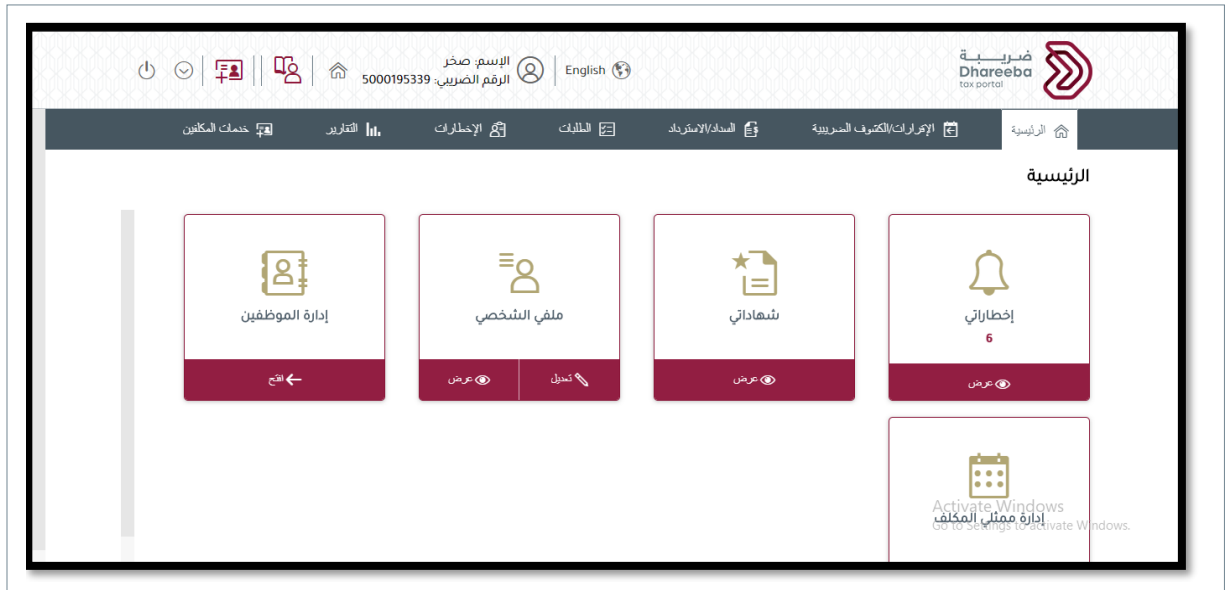 ضريبة
Dhareeba
tax portal
English
الإسم: صخر
الرقم الضريبي: 5000195339
الرئيسية
الإقرارات/الكشوف الضريبية
السداد/الاسترداد
الطلبات
الإخطارات
التقارير
خدمات المكلفين
الرئيسية
إخطاراتي
6
عرض
شهاداتي
عرض
ملفي الشخصي
تعديل
عرض
إدارة الموظفين
افتح
إدارة ممثلي المكلف
Activate Windows
Go to Settings to activate Windows.